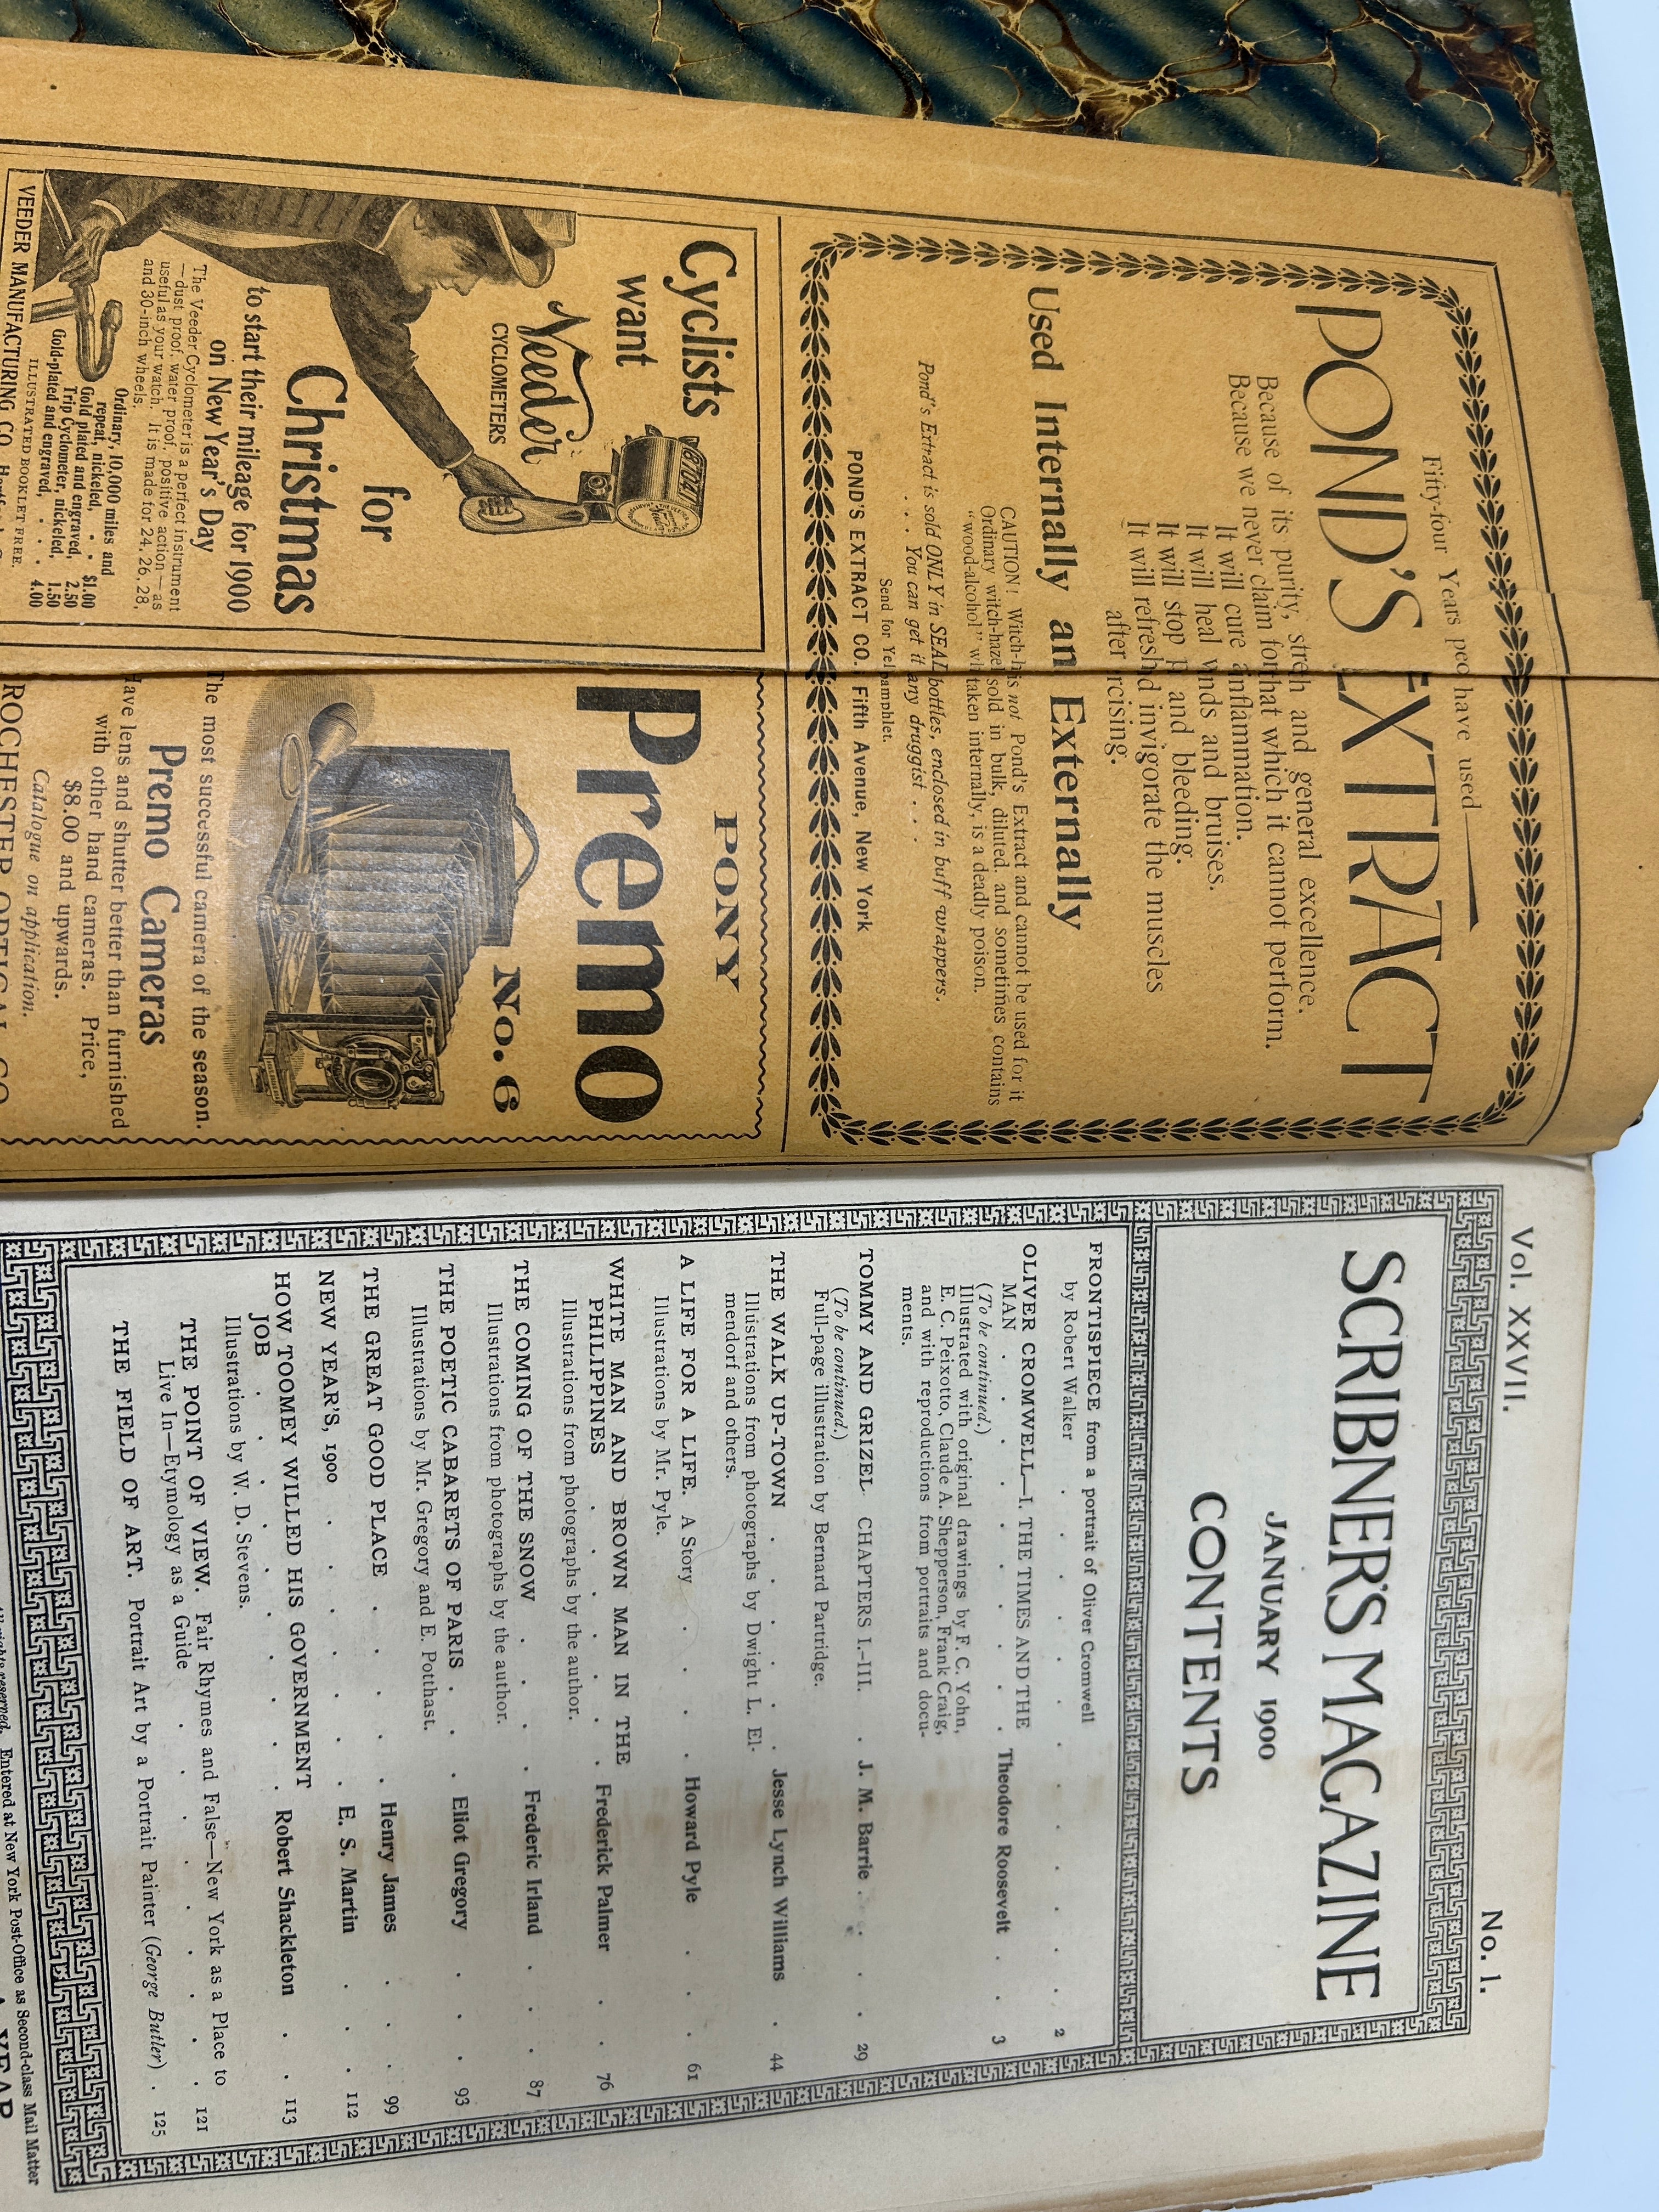 Fifty-four Years peo have used
POND'S EXTRACT
Because of its purity, stre h and general excellence.
Because we never claim for that which it cannot perform.
It will cure inflammation.
It will heal nds and bruises.
It will stop and bleeding.
It will refresh d invigorate the muscles
after rcising.
Used Internally an Externally
CAUTION! Witch-h is not Pond's Extract and cannot be used for it
Ordinary witch-hazel sold in bulk, diluted, and sometimes contains
"wood-alcohol" wh taken internally, is a deadly poison.
Pond's Extract is sold ONLY in SEAL bottles, enclosed in buff wrappers.
. . . You can get it any druggist . . .
Send for Yel pamphlet.
POND'S EXTRACT CO. Fifth Avenue, New York
Cyclists
want
Veeder
CYCLOMETERS
for
Christmas
to start their mileage for 1900
on New Year's Day
The Veeder Cyclometer is a perfect instrument
—dust proof, water proof, positive action—as
useful as your watch. It is made for 24, 26, 28,
and 30-inch wheels.
Ordinary, 10,000 miles and
repeat, nickeled, . . $1.00
Gold plated and engraved, 2.50
Trip Cyclometer, nickeled, 1.50
Gold-plated and engraved, . . . 4.00
ILLUSTRATED BOOKLET FREE.
VEEDER MANUFACTURING CO.
PONY
Premo
No. 6
The most successful camera of the season.
Premo Cameras
have lens and shutter better than furnished
with other hand cameras. Price,
$8.00 and upwards.
Catalogue on application.
ROCHESTER OPTICAL CO
Vol. XXVII. No. 1.
SCRIBNER'S MAGAZINE
JANUARY 1900
CONTENTS
FRONTISPIECE from a portrait of Oliver Cromwell
by Robert Walker . . . . . . . . . 2
OLIVER CROMWELL—I. THE TIMES AND THE
MAN . . . . . . . . Theodore Roosevelt . . 3
(To be continued.)
Illustrated with original drawings by F. C. Yohn,
E. C. Peixotto, Claude A. Shepperson, Frank Craig,
and with reproductions from portraits and docu-
ments.
TOMMY AND GRIZEL. CHAPTERS I.-III. . J. M. Barrie . . . 29
(To be continued.)
Full-page illustration by Bernard Partridge.
THE WALK UP-TOWN . . . . . . Jesse Lynch Williams . 44
Illustrations from photographs by Dwight L. El-
mendorf and others.
A LIFE FOR A LIFE. A Story . . . . Howard Pyle . . 61
Illustrations by Mr. Pyle.
WHITE MAN AND BROWN MAN IN THE
PHILIPPINES . . . . . . Frederick Palmer . . 76
Illustrations from photographs by the author.
THE COMING OF THE SNOW . . . . Frederic Irland . . 87
Illustrations from photographs by the author.
THE POETIC CABARETS OF PARIS . . . Eliot Gregory . . 93
Illustrations by Mr. Gregory and E. Potthast.
THE GREAT GOOD PLACE . . . . Henry James . . 99
NEW YEAR'S, 1900 . . . . . . E. S. Martin . . 112
HOW TOOMEY WILLED HIS GOVERNMENT
JOB . . . . . . . . Robert Shackleton . . 113
Illustrations by W. D. Stevens.
THE POINT OF VIEW. Fair Rhymes and False—New York as a Place to
Live In—Etymology as a Guide . . . . . . . 121
THE FIELD OF ART. Portrait Art by a Portrait Painter (George Butler) . 125
All rights reserved. Entered at New York Post-Office as Second-class Mail Matter